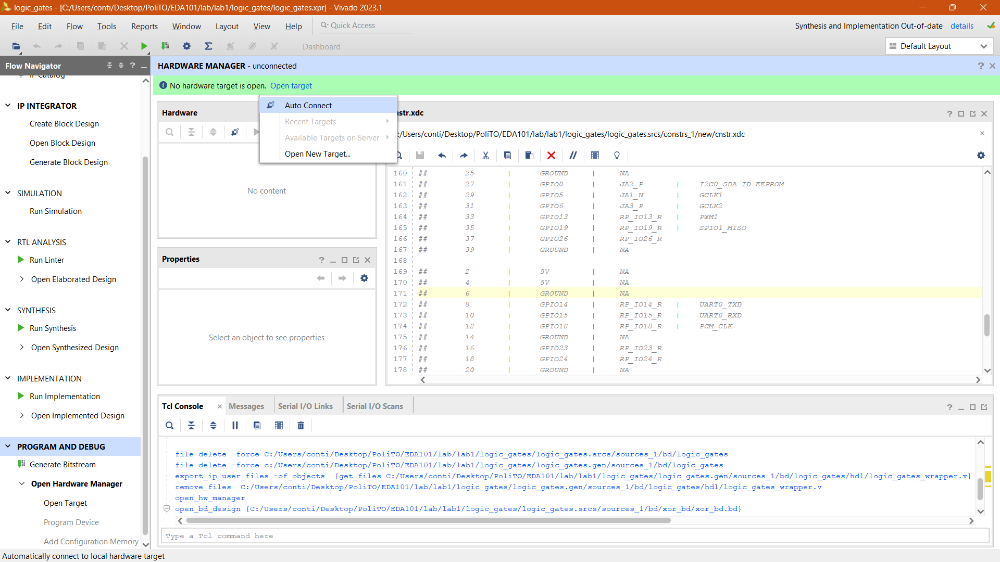 logic_gates - [C:/Users/conti/Desktop/PoliTO/EDA101/lab/lab1/logic_gates/logic_gates.xpr] - Vivado 2023.1
File Edit Flow Tools Reports Window Layout View Help Quick Access
Synthesis and Implementation Out-of-date details
Dashboard
Default Layout
Flow Navigator
IP Catalog
IP INTEGRATOR
Create Block Design
Open Block Design
Generate Block Design
SIMULATION
Run Simulation
RTL ANALYSIS
Run Linter
Open Elaborated Design
SYNTHESIS
Run Synthesis
Open Synthesized Design
IMPLEMENTATION
Run Implementation
Open Implemented Design
PROGRAM AND DEBUG
Generate Bitstream
Open Hardware Manager
Open Target
Program Device
Add Configuration Memory
HARDWARE MANAGER - unconnected
No hardware target is open. Open target
Auto Connect
Recent Targets
Available Targets on Server
Open New Target...
Hardware
No content
Properties
Select an object to see properties
nstr.xdc
:/Users/conti/Desktop/PoliTO/EDA101/lab/lab1/logic_gates/logic_gates.srcs/constrs_1/new/cnstr.xdc
160 ## 25 | GROUND | NA
161 ## 27 | GPIO0 | JA2_P | I2C0_SDA ID EEPROM
162 ## 29 | GPIO5 | JA1_N | GCLK1
163 ## 31 | GPIO6 | JA3_P | GCLK2
164 ## 33 | GPIO13 | RP_IO13_R | PWM1
165 ## 35 | GPIO19 | RP_IO19_R | SPIO1_MISO
166 ## 37 | GPIO26 | RP_IO26_R
167 ## 39 | GROUND | NA
168
169 ## 2 | 5V | NA
170 ## 4 | 5V | NA
171 ## 6 | GROUND | NA
172 ## 8 | GPIO14 | RP_IO14_R | UART0_TXD
173 ## 10 | GPIO15 | RP_IO15_R | UART0_RXD
174 ## 12 | GPIO18 | RP_IO18_R | PCM_CLK
175 ## 14 | GROUND | NA
176 ## 16 | GPIO23 | RP_IO23_R
177 ## 18 | GPIO24 | RP_IO24_R
178 ## 20 | GROUND | NA
Tcl Console Messages Serial I/O Links Serial I/O Scans
file delete -force C:/Users/conti/Desktop/PoliTO/EDA101/lab/lab1/logic_gates/logic_gates.srcs/sources_1/bd/logic_gates
file delete -force C:/Users/conti/Desktop/PoliTO/EDA101/lab/lab1/logic_gates/logic_gates.gen/sources_1/bd/logic_gates
export_ip_user_files -of_objects [get_files C:/Users/conti/Desktop/PoliTO/EDA101/lab/lab1/logic_gates/logic_gates.gen/sources_1/bd/logic_gates/hdl/logic_gates_wrapper.v]
remove_files C:/Users/conti/Desktop/PoliTO/EDA101/lab/lab1/logic_gates/logic_gates.gen/sources_1/bd/logic_gates/hdl/logic_gates_wrapper.v
open_hw_manager
open_bd_design {C:/Users/conti/Desktop/PoliTO/EDA101/lab/lab1/logic_gates/logic_gates.srcs/sources_1/bd/xor_bd/xor_bd.bd}
Type a Tcl command here
Automatically connect to local hardware target